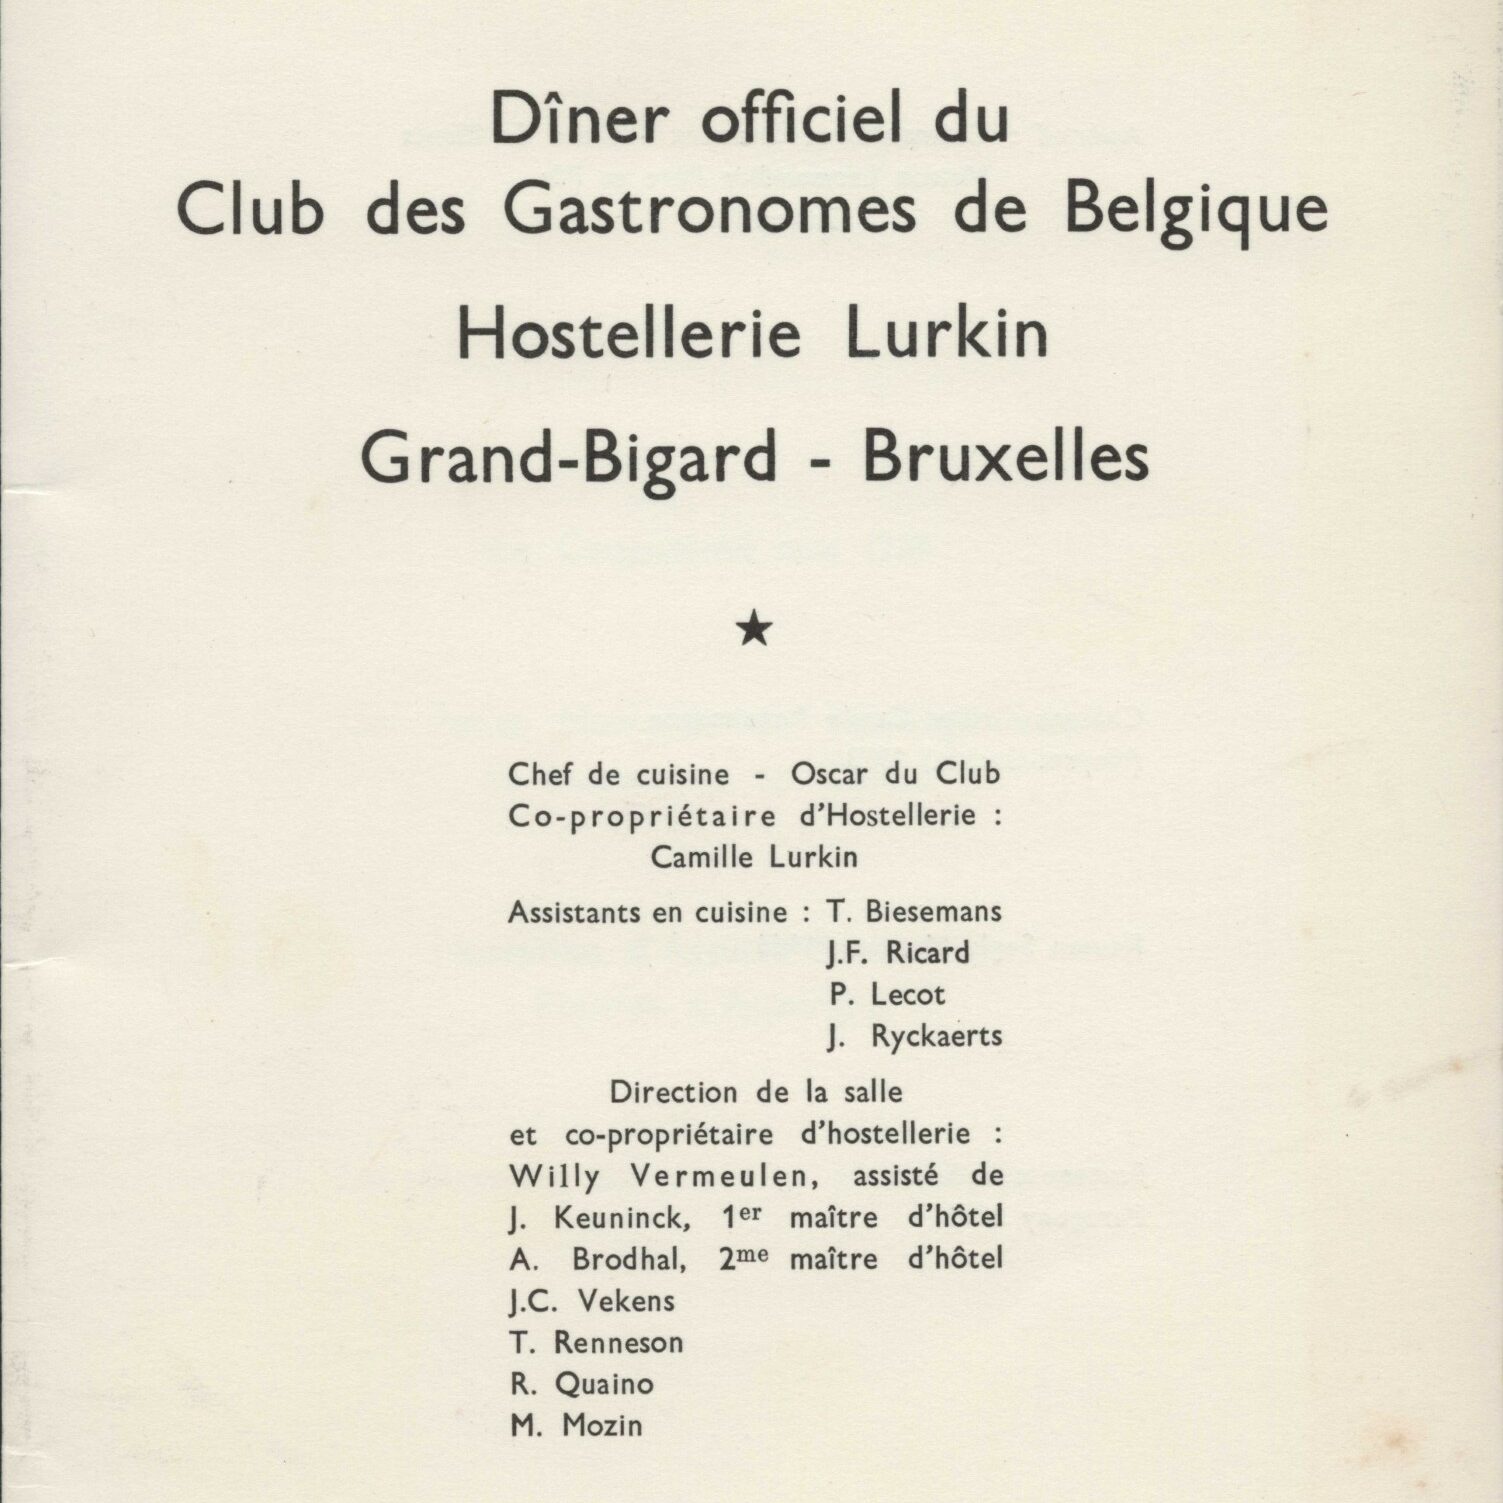 Dîner officiel du
Club des Gastronomes de Belgique
Hostellerie Lurkin
Grand-Bigard - Bruxelles
★
Chef de cuisine - Oscar du Club
Co-propriétaire d'Hostellerie :
Camille Lurkin
Assistants en cuisine : T. Biesemans
J.F. Ricard
P. Lecot
J. Ryckaerts
Direction de la salle
et co-propriétaire d'hostellerie :
Willy Vermeulen, assisté de
J. Keuninck, 1er maître d'hôtel
A. Brodhal, 2me maître d'hôtel
J.C. Vekens
T. Renneson
R. Quaino
M. Mozin